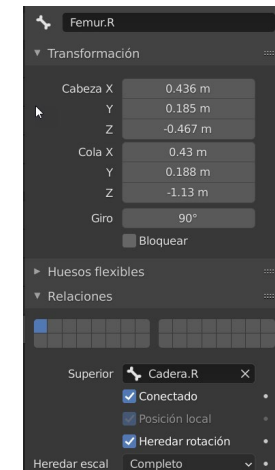 Femur.R
Transformación
Cabeza X 0.436 m
Y 0.185 m
Z -0.467 m
Cola X 0.43 m
Y 0.188 m
Z -1.13 m
Giro 90°
Bloquear
Huesos flexibles
Relaciones
Superior Cadera.R
Conectado
Posición local
Heredar rotación
Heredar escal Completo